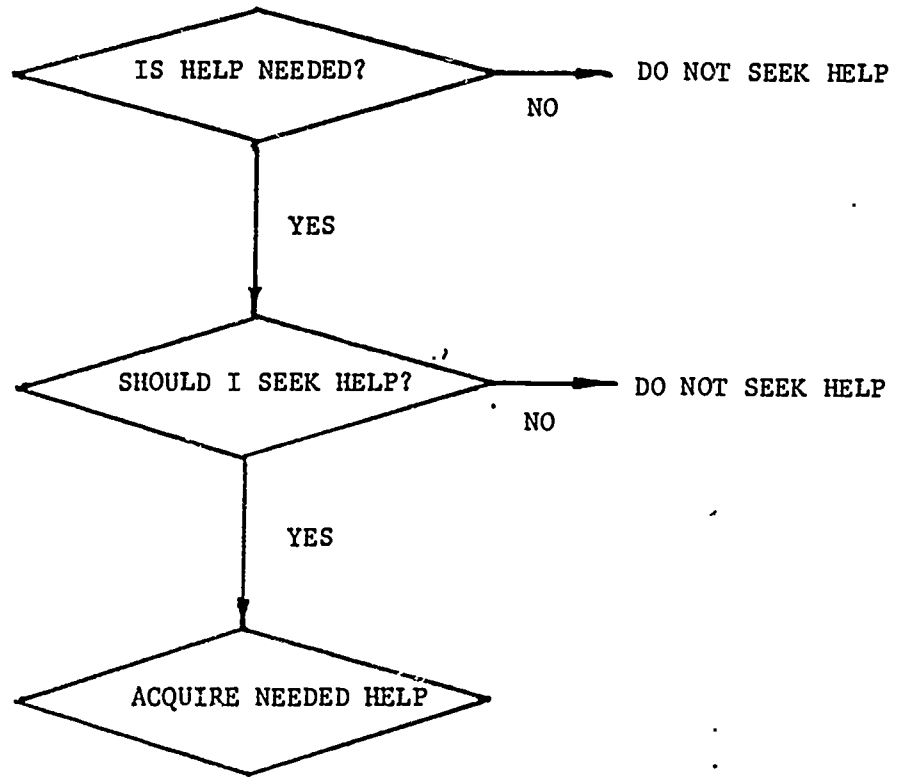 IS HELP NEEDED?
DO NOT SEEK HELP
NO
YES
SHOULD I SEEK HELP?
DO NOT SEEK HELP
NO
YES
ACQUIRE NEEDED HELP